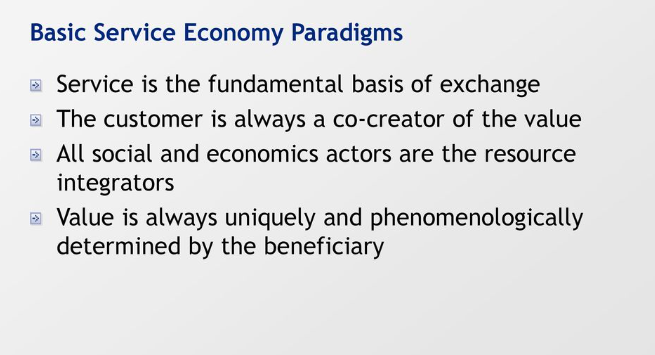 Basic Service Economy Paradigms
Service is the fundamental basis of exchange
The customer is always a co-creator of the value
All social and economics actors are the resource
integrators
Value is always uniquely and phenomenologically
determined by the beneficiary